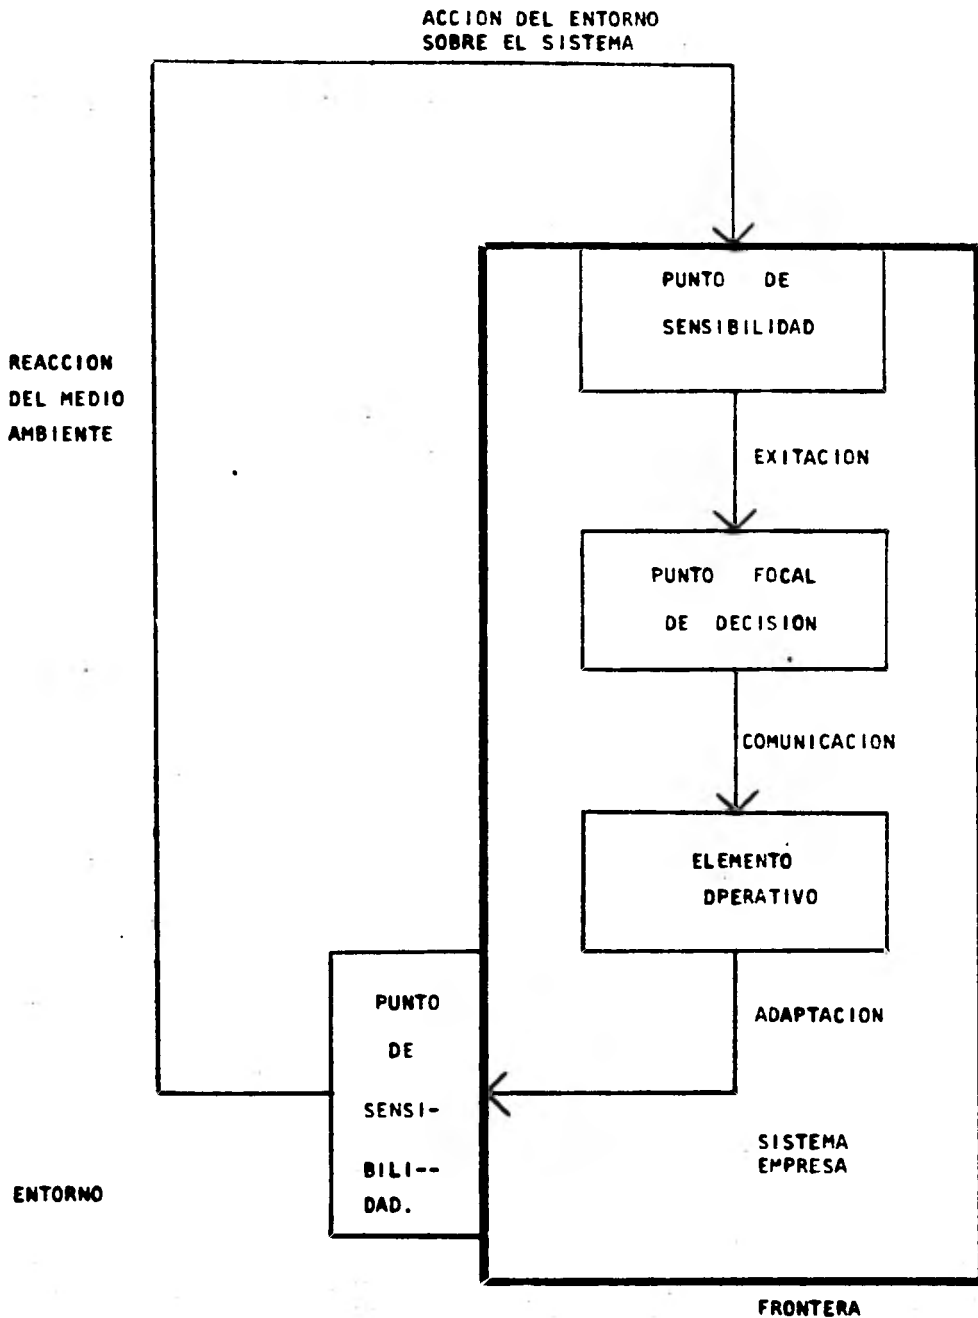 ACCION DEL ENTORNO
SOBRE EL SISTEMA
PUNTO DE
SENSIBILIDAD
REACCION
DEL MEDIO
AMBIENTE
EXITACION
PUNTO FOCAL
DE DECISION
COMUNICACION
ELEMENTO
OPERATIVO
PUNTO
DE
SENSI-
BILI--
DAD.
ADAPTACION
SISTEMA
EMPRESA
ENTORNO
FRONTERA